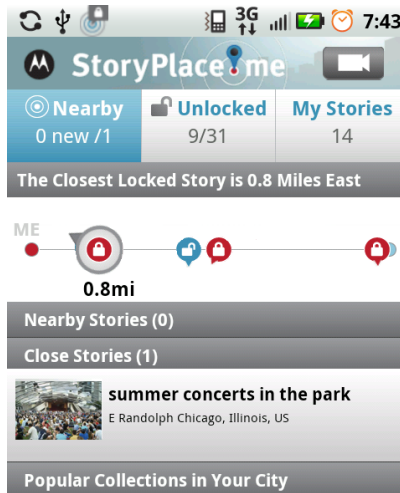 3G
7:43
StoryPlace me
Nearby
0 new /1
Unlocked
9/31
My Stories
14
The Closest Locked Story is 0.8 Miles East
ME
0.8mi
Nearby Stories (0)
Close Stories (1)
summer concerts in the park
E Randolph Chicago, Illinois, US
Popular Collections in Your City